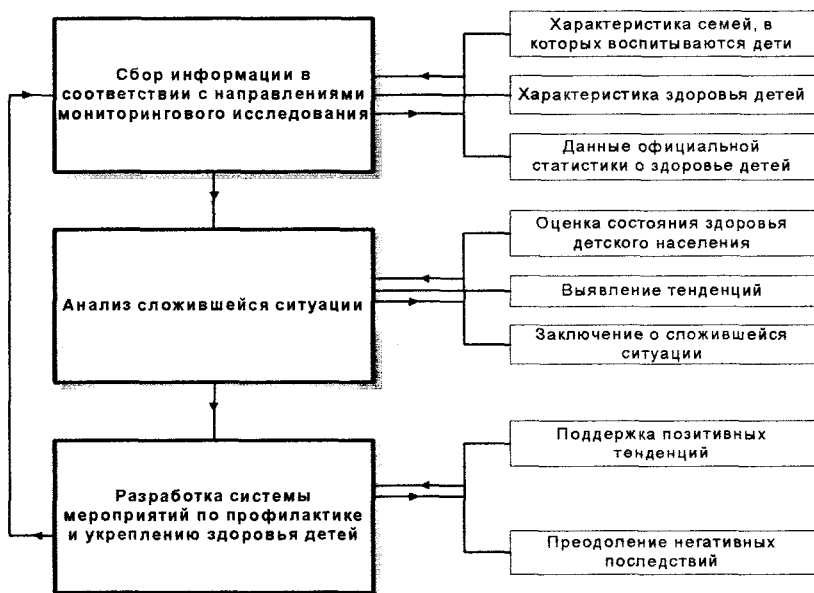 Сбор информации в
соответствии с направлениями
мониторингового исследования
Характеристика семей, в
которых воспитываются дети
Характеристика здоровья детей
Данные официальной
статистики о здоровье детей
Анализ сложившейся ситуации
Оценка состояния здоровья
детского населения
Выявление тенденций
Заключение о сложившейся
ситуации
Разработка системы
мероприятий по профилактике
и укреплению здоровья детей
Поддержка позитивных
тенденций
Преодоление негативных
последствий